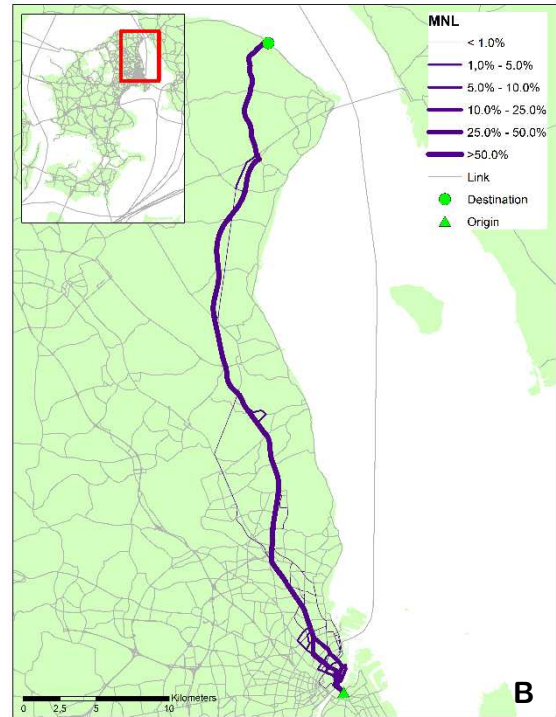 MNL
< 1.0%
1,0% - 5.0%
5.0% - 10.0%
10.0% - 25.0%
25.0% - 50.0%
>50.0%
Link
Destination
Origin
Kilometers
0 2,5 5 10
B